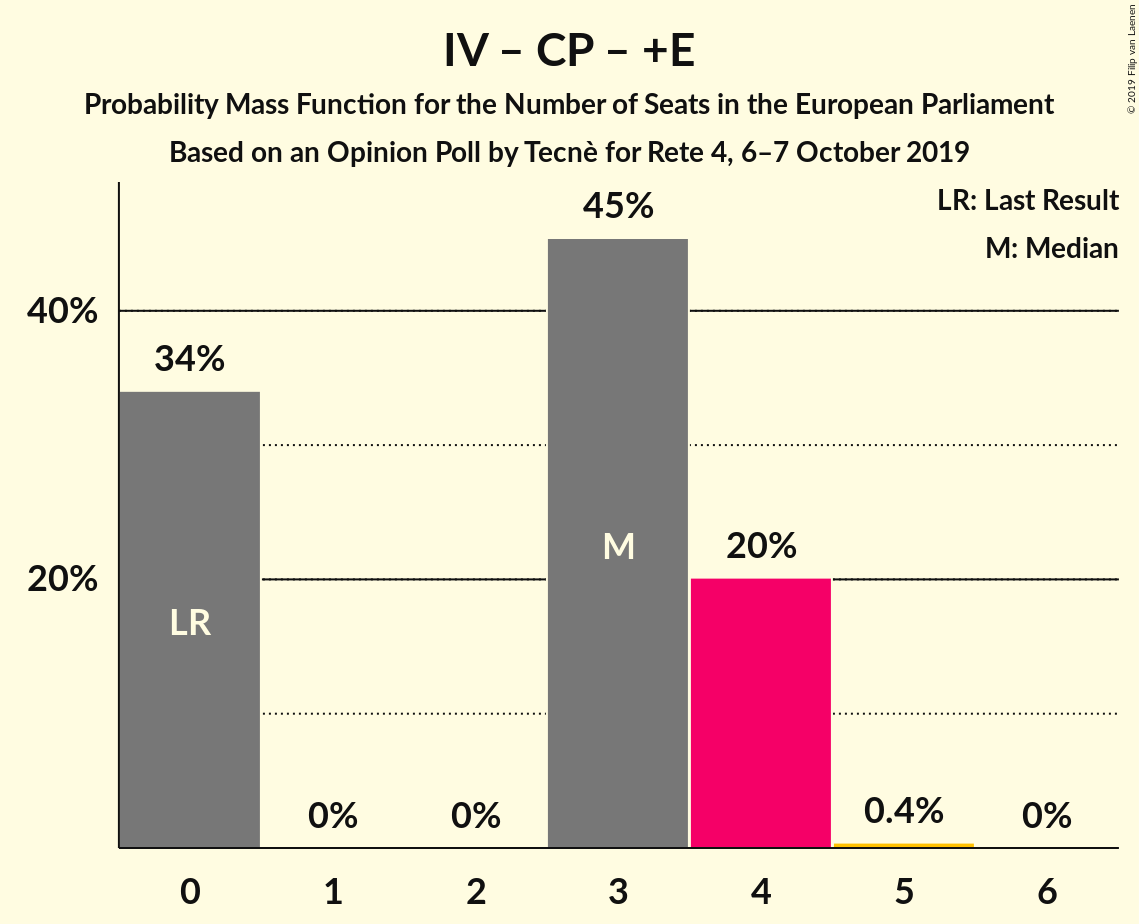 IV – CP – +E
Probability Mass Function for the Number of Seats in the European Parliament
Based on an Opinion Poll by Tecnè for Rete 4, 6–7 October 2019
© 2019 Filip van Laenen
LR: Last Result
M: Median
45%
40%
34%
M
20%
20%
LR
0%
0%
0.4%
0%
0
1
2
3
4
5
6